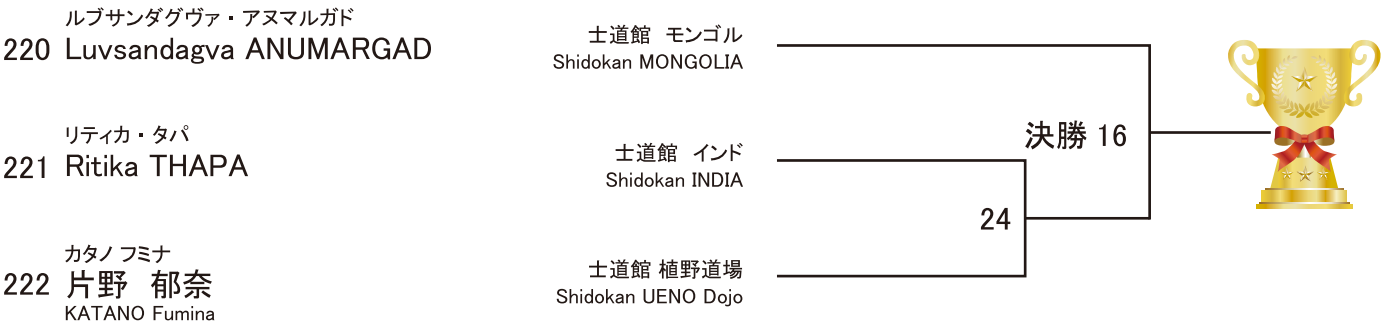 ルブサンダグヴァ・アヌマルガド
220 Luvsandagva ANUMARGAD
士道館　モンゴル
Shidokan MONGOLIA
決勝 16
リティカ・タパ
221 Ritika THAPA
士道館　インド
Shidokan INDIA
24
カタノ フミナ
222 片野　郁奈
KATANO Fumina
士道館 植野道場
Shidokan UENO Dojo